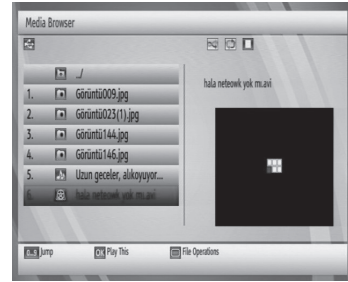 Media Browser
../
hala neteowk yok mı.avi
1. Görüntü009.jpg
2. Görüntü023(1).jpg
3. Görüntü144.jpg
4. Görüntü146.jpg
5. Uzun geceler, alıkoyuyor...
6. hala neteowk yok mı.avi
Jump OK Play This File Operations